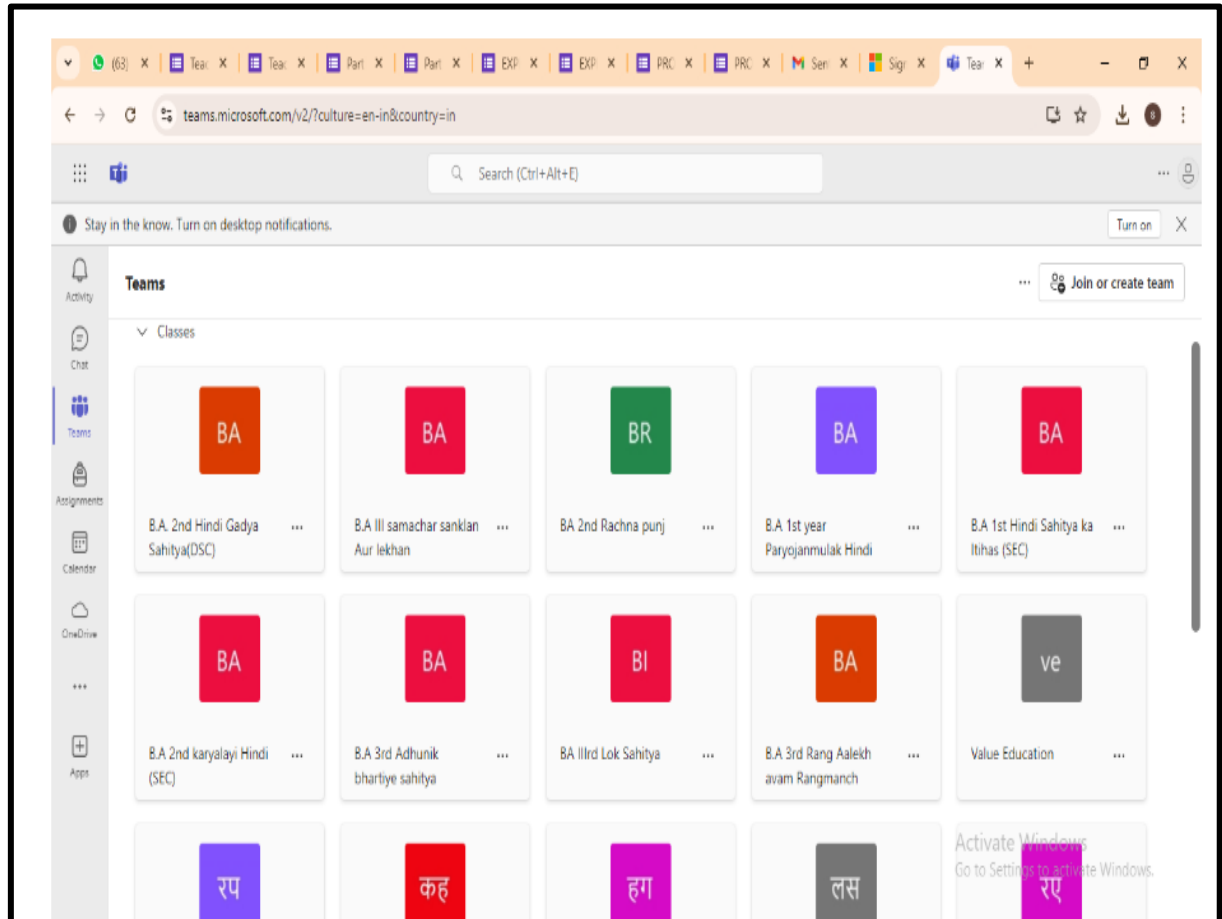 (63) Teac Teac Part Part EXP EXP PRC PRC Sen Sign Tear
teams.microsoft.com/v2/?culture=en-in&country=in
Search (Ctrl+Alt+E)
Stay in the know. Turn on desktop notifications. Turn on
Activity
Chat
Teams
Assignments
Calendar
OneDrive
Apps
Teams
Join or create team
Classes
BA BA BR BA BA
B.A. 2nd Hindi Gadya
Sahitya(DSC)
B.A III samachar sanklan
Aur lekhan
BA 2nd Rachna punj
B.A 1st year
Paryojanmulak Hindi
B.A 1st Hindi Sahitya ka
Itihas (SEC)
BA BA BI BA ve
B.A 2nd karyalayi Hindi
(SEC)
B.A 3rd Adhunik
bhartiye sahitya
BA IIIrd Lok Sahitya
B.A 3rd Rang Aalekh
avam Rangmanch
Value Education
रप कह हग लस रए
Activate Windows
Go to Settings to activate Windows.